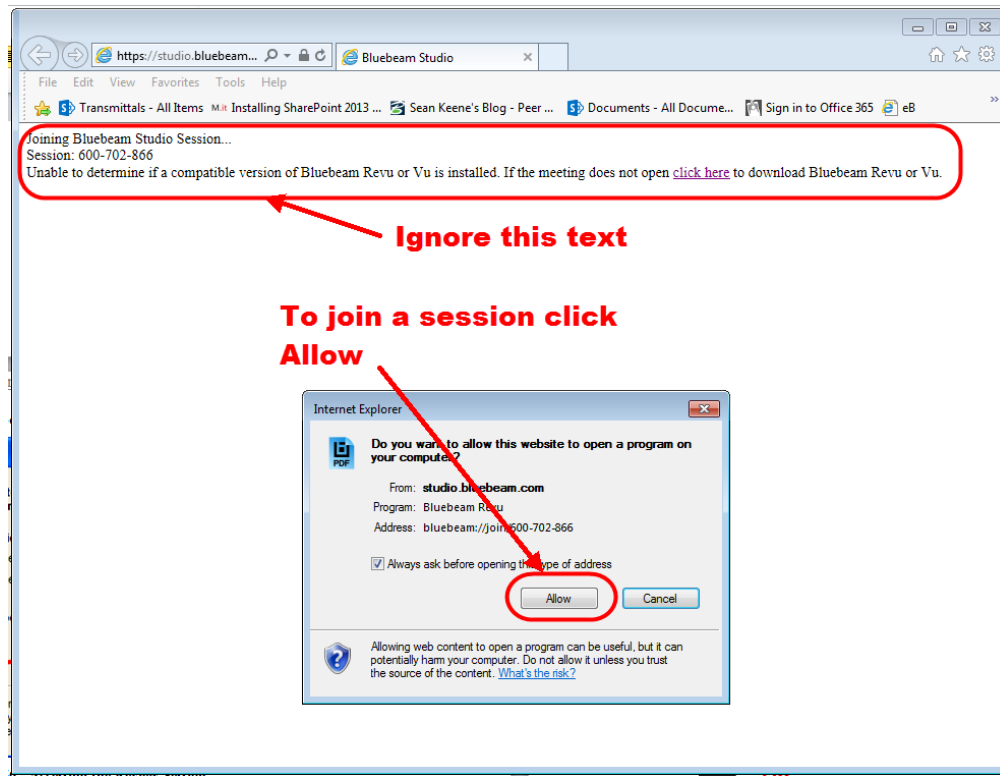 https://studio.bluebeam... Bluebeam Studio
File Edit View Favorites Tools Help
Transmittals - All Items M.it Installing SharePoint 2013 ... Sean Keene's Blog - Peer ... Documents - All Docume... Sign in to Office 365 eB »
Joining Bluebeam Studio Session...
Session: 600-702-866
Unable to determine if a compatible version of Bluebeam Revu or Vu is installed. If the meeting does not open click here to download Bluebeam Revu or Vu.
Ignore this text
To join a session click
Allow
Internet Explorer
Do you want to allow this website to open a program on
your computer?
PDF
From: studio.bluebeam.com
Program: Bluebeam Revu
Address: bluebeam://join/600-702-866
Always ask before opening this type of address
Allow Cancel
Allowing web content to open a program can be useful, but it can
potentially harm your computer. Do not allow it unless you trust
the source of the content. What's the risk?